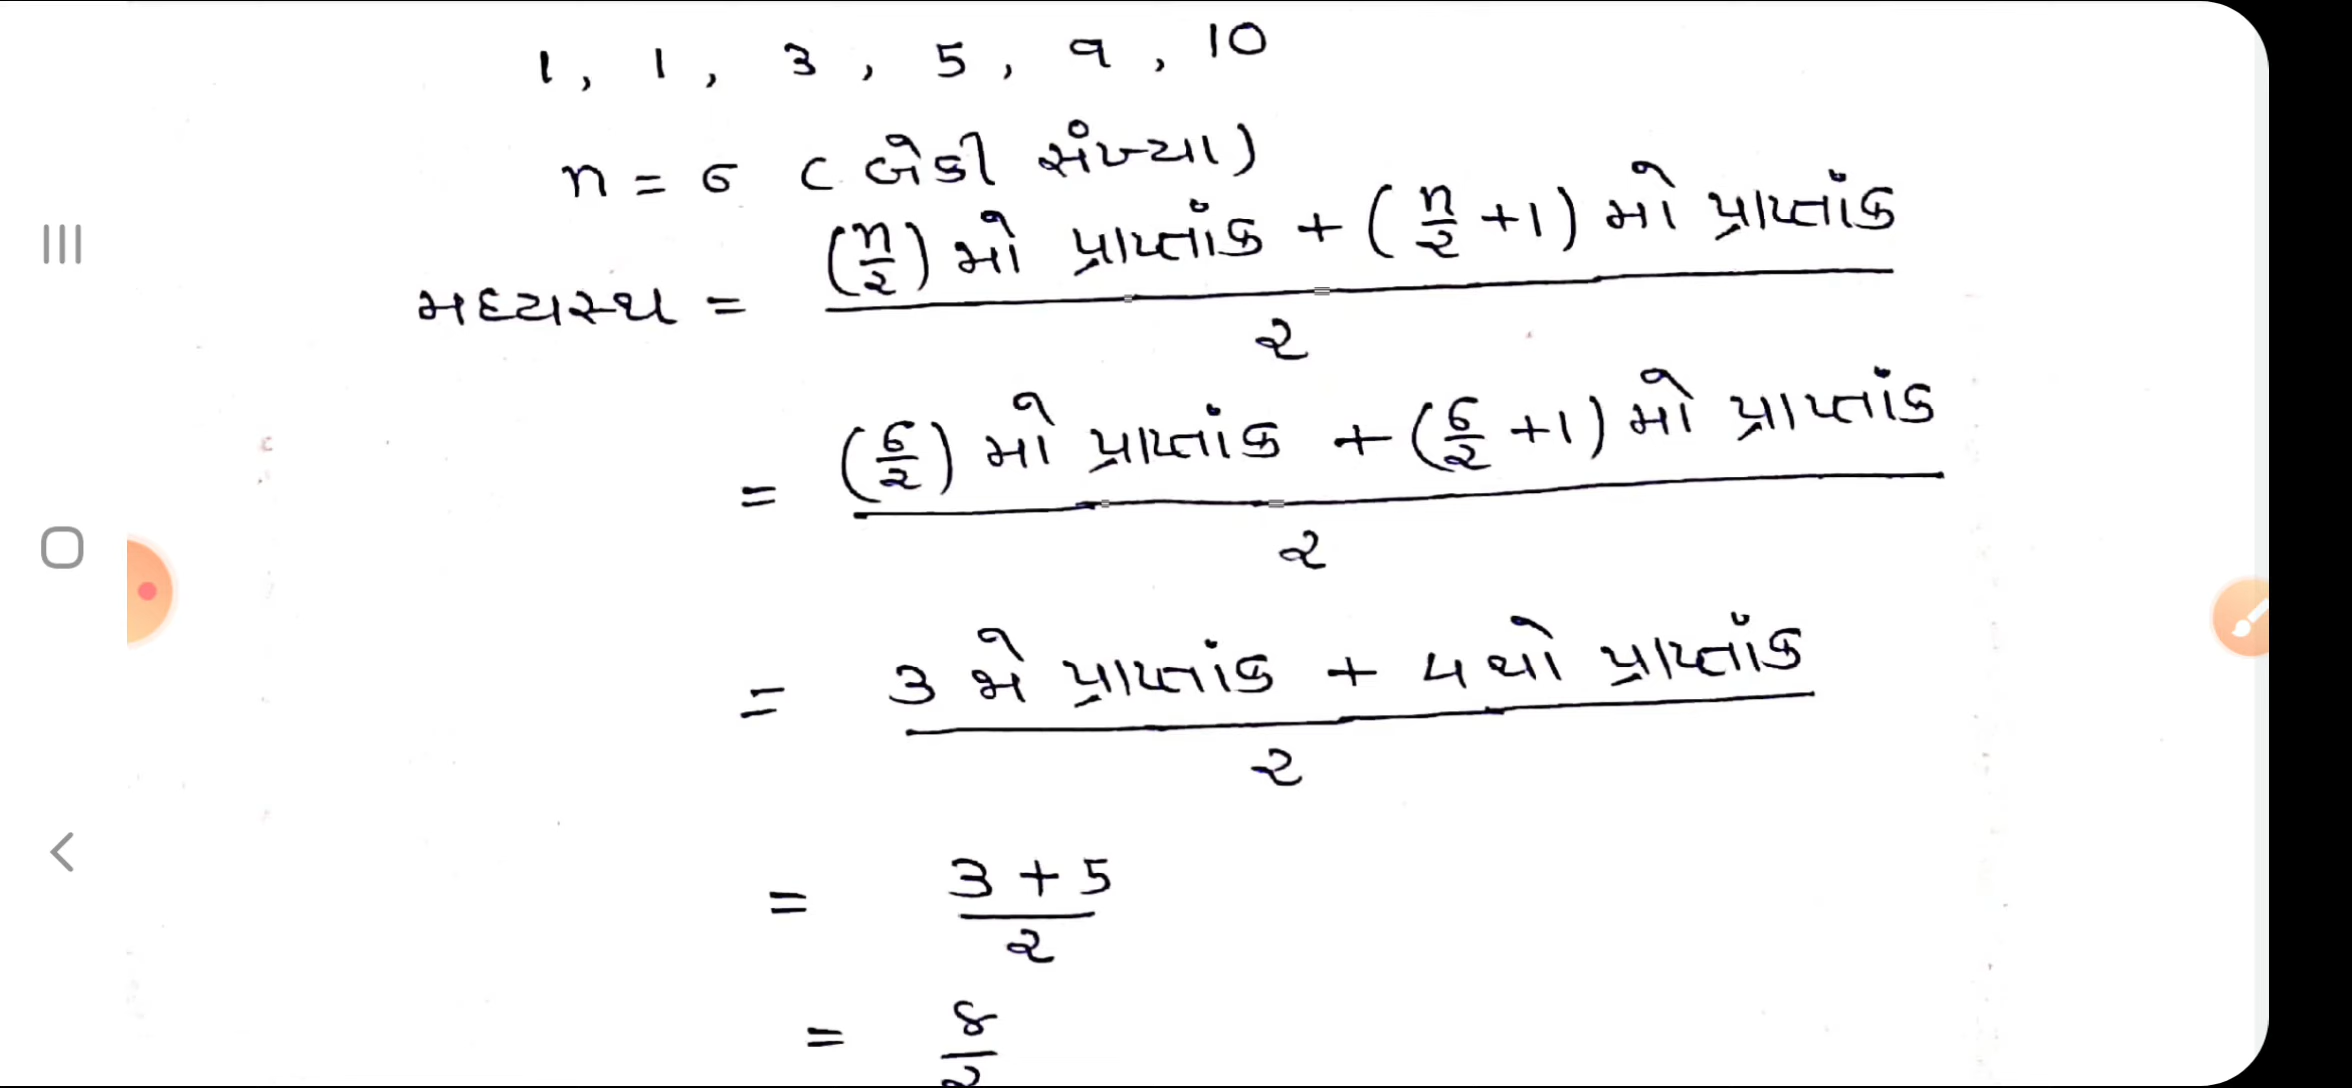 1, 1, 3, 5, 9, 10
n = 6 (બેકી સંખ્યા)
મધ્યસ્થ = (n/2) મો પ્રાપ્તાંક + (n/2 +1) મો પ્રાપ્તાંક / 2
= (6/2) મો પ્રાપ્તાંક + (6/2 +1) મો પ્રાપ્તાંક / 2
= 3 મો પ્રાપ્તાંક + 4 થો પ્રાપ્તાંક / 2
= 3 + 5 / 2
= 8 / 2